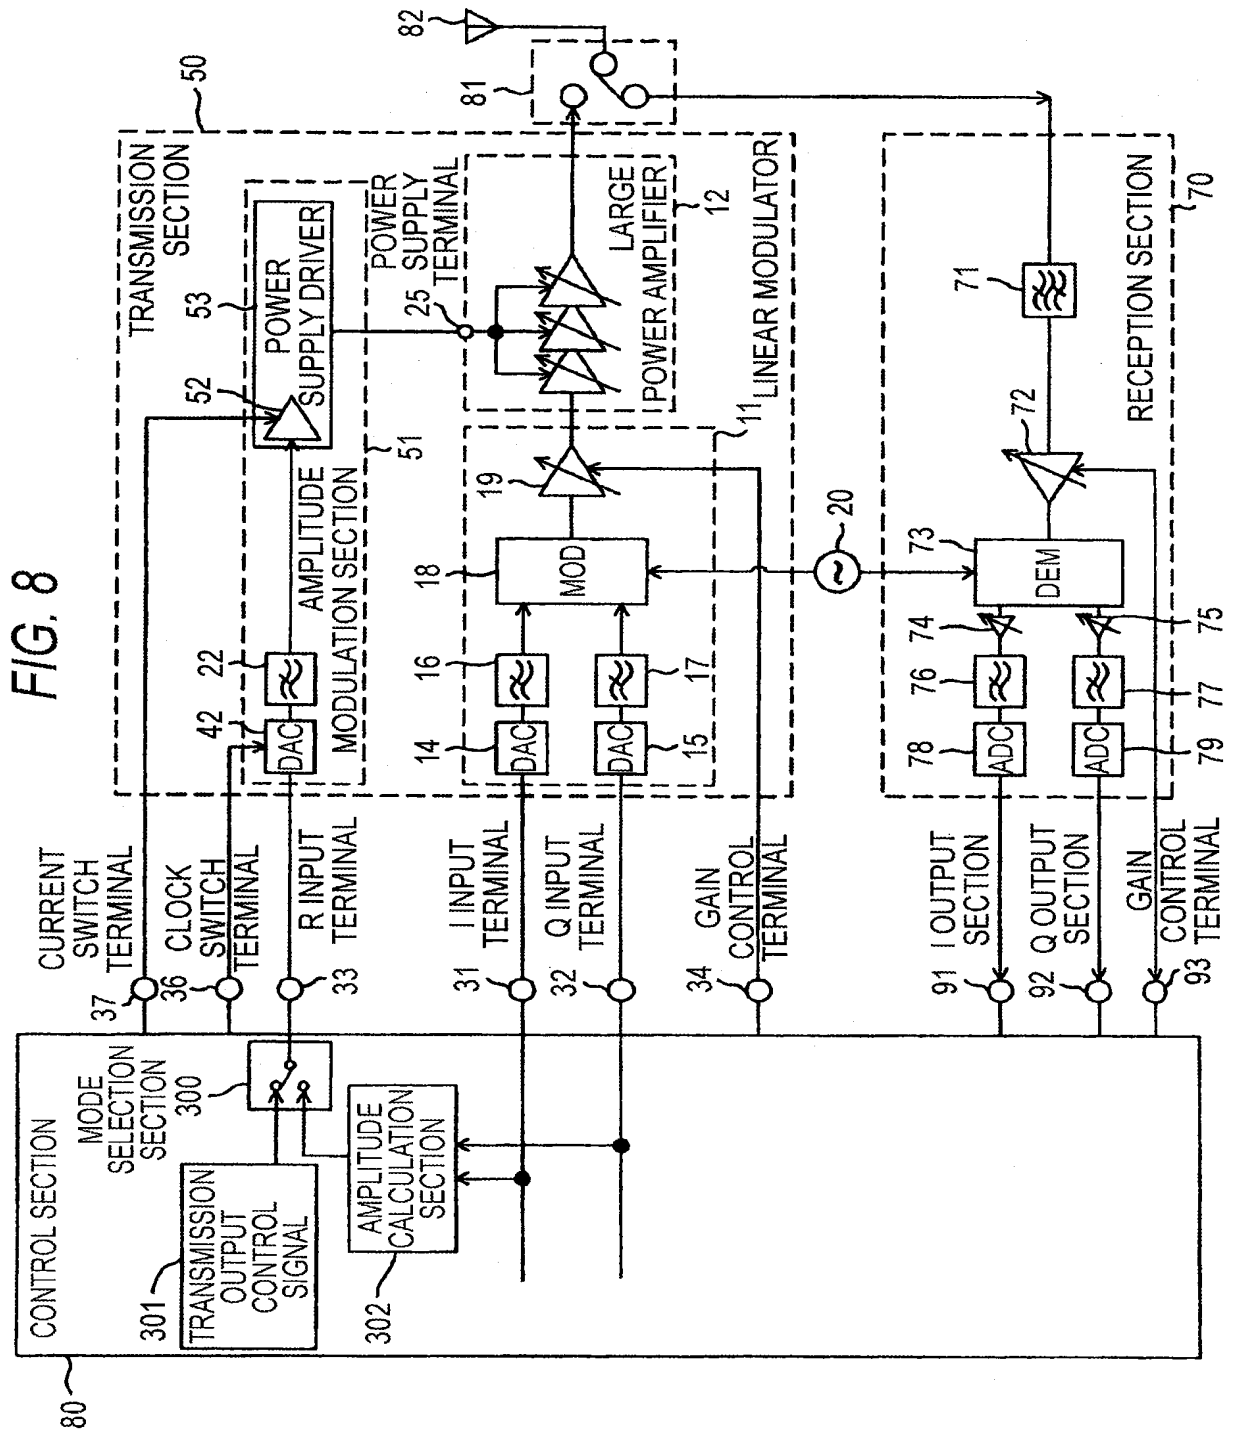 FIG. 8
80
CONTROL SECTION
301
TRANSMISSION
OUTPUT
CONTROL
SIGNAL
MODE
SELECTION
SECTION
300
302
AMPLITUDE
CALCULATION
SECTION
37
CURRENT
SWITCH
TERMINAL
36
CLOCK
SWITCH
TERMINAL
33
R INPUT
TERMINAL
31
I INPUT
TERMINAL
32
Q INPUT
TERMINAL
34
GAIN
CONTROL
TERMINAL
91
I OUTPUT
SECTION
92
Q OUTPUT
SECTION
93
GAIN
CONTROL
TERMINAL
TRANSMISSION
SECTION
50
42
DAC
22
AMPLITUDE
MODULATION SECTION
51
52
53
POWER
SUPPLY DRIVER
POWER
SUPPLY
TERMINAL
25
14
DAC
16
15
DAC
17
18
MOD
19
11
LINEAR MODULATOR
LARGE
POWER AMPLIFIER
12
81
82
20
78
ADC
76
74
79
ADC
77
75
73
DEM
72
71
RECEPTION SECTION
70